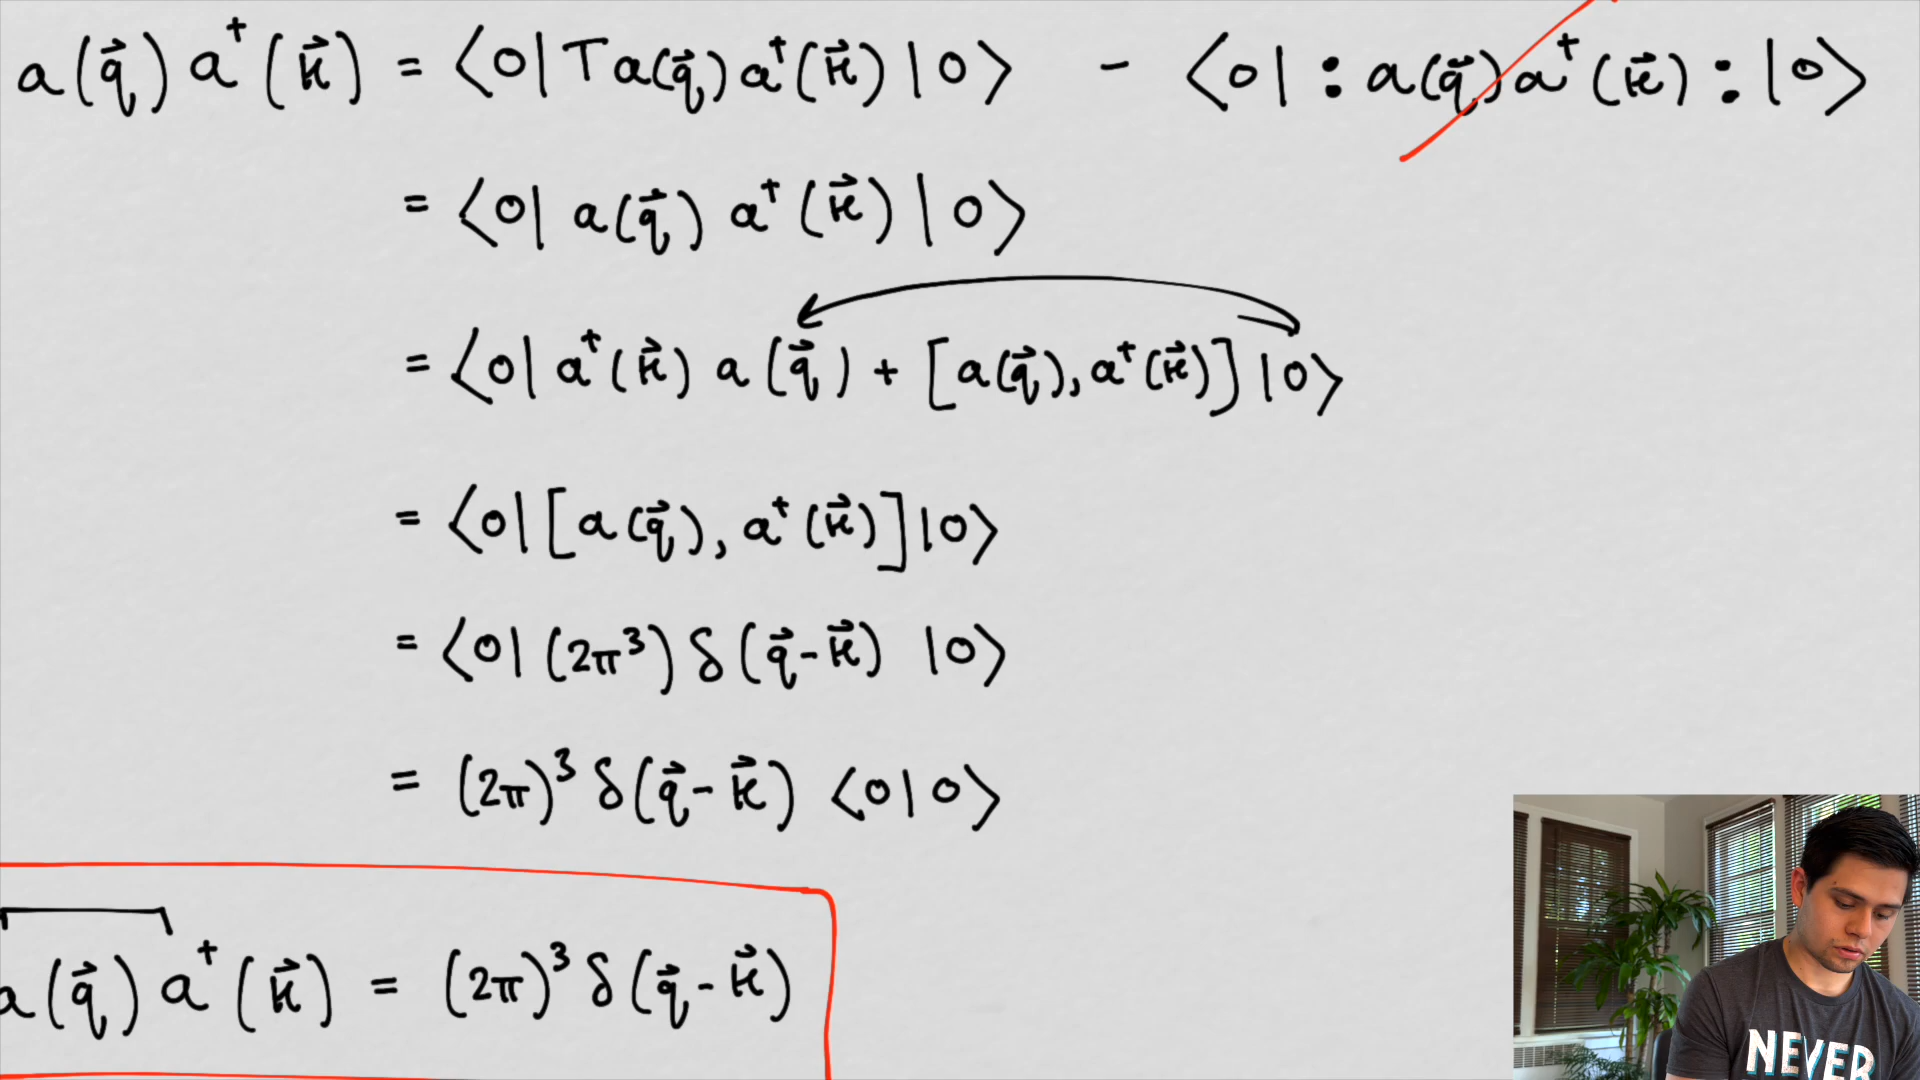 a(q⃗) a†(k⃗) = ⟨0| T a(q⃗) a†(k⃗) |0⟩ - ⟨0| : a(q⃗) a†(k⃗) : |0⟩
= ⟨0| a(q⃗) a†(k⃗) |0⟩
= ⟨0| a†(k⃗) a(q⃗) + [a(q⃗), a†(k⃗)] |0⟩
= ⟨0| [a(q⃗), a†(k⃗)] |0⟩
= ⟨0| (2π³) δ(q⃗-k⃗) |0⟩
= (2π)³ δ(q⃗-k⃗) ⟨0|0⟩
a(q⃗) a†(k⃗) = (2π)³ δ(q⃗-k⃗)
NEVER